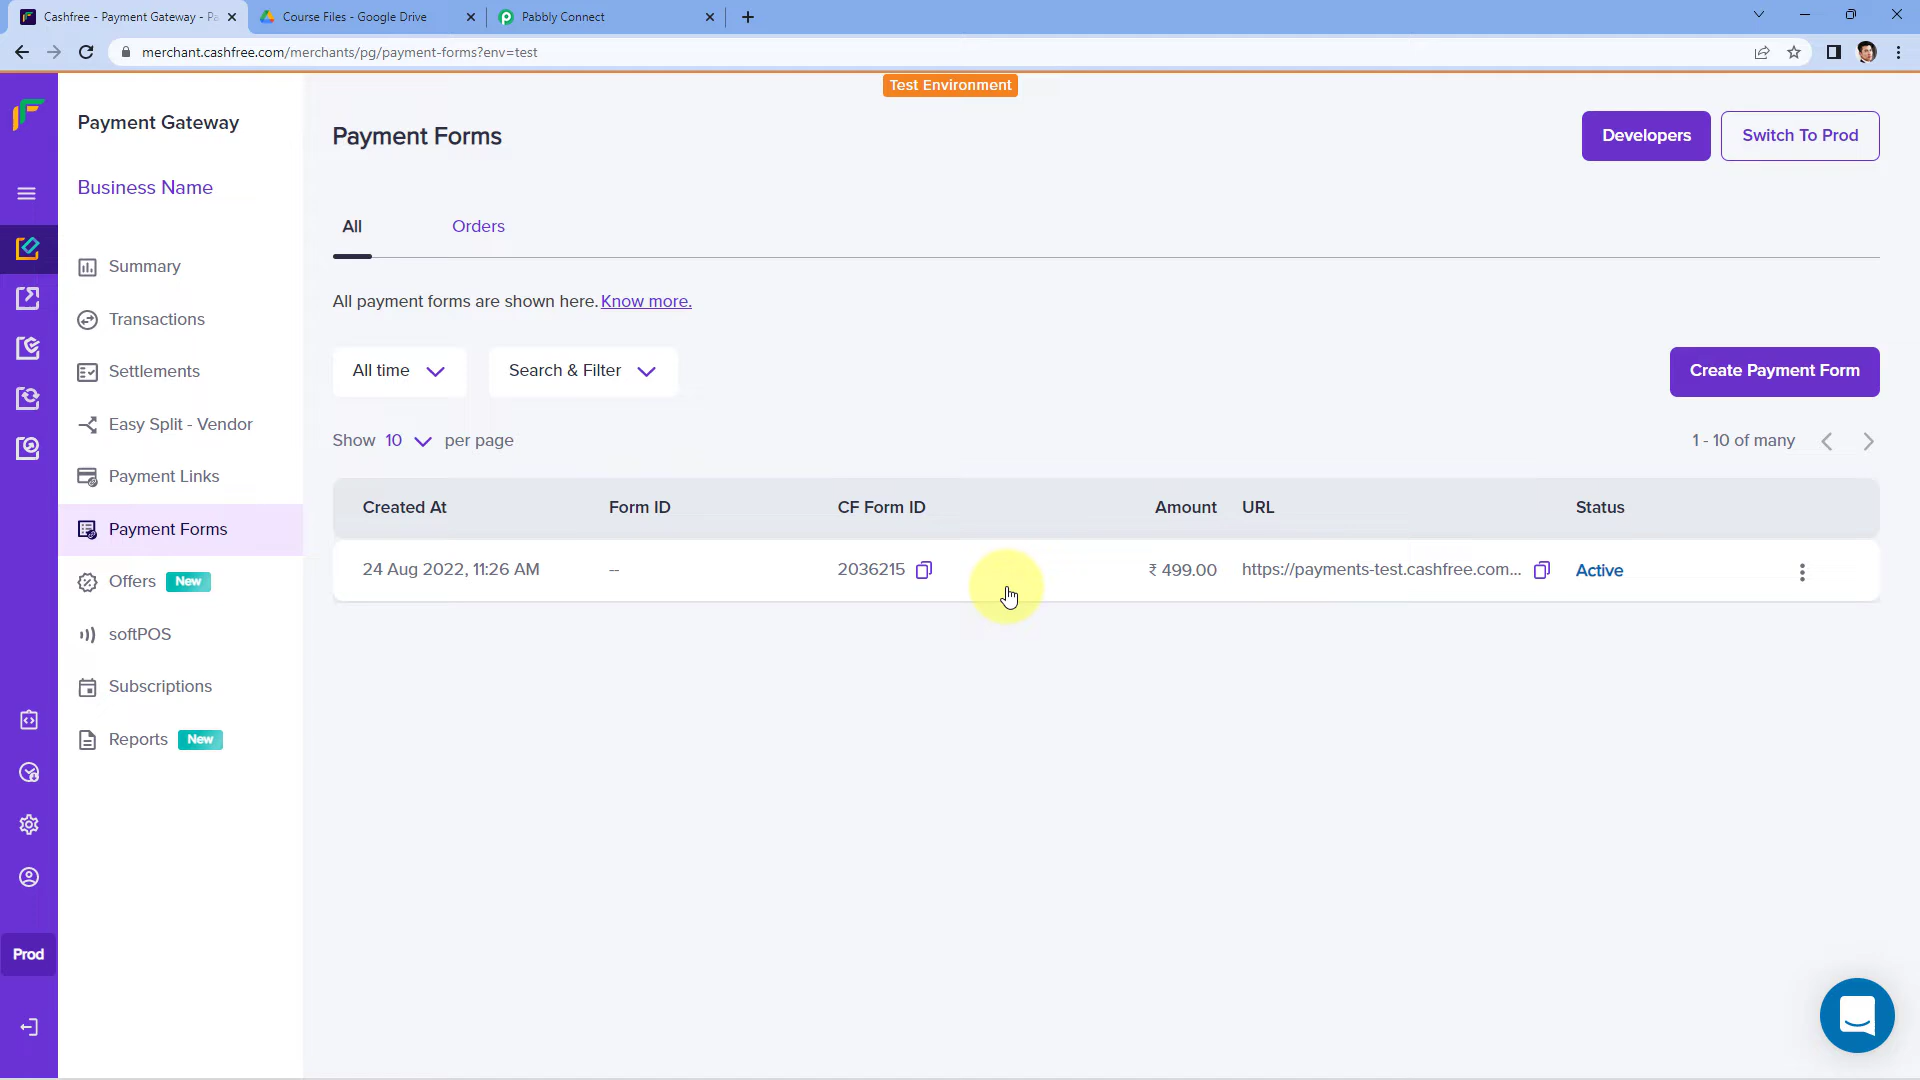 Cashfree - Payment Gateway - Pa
Course Files - Google Drive
Pabbly Connect
merchant.cashfree.com/merchants/pg/payment-forms?env=test
Test Environment
Payment Gateway
Business Name
Summary
Transactions
Settlements
Easy Split - Vendor
Payment Links
Payment Forms
Offers New
softPOS
Subscriptions
Reports New
Prod
Payment Forms
Developers
Switch To Prod
All
Orders
All payment forms are shown here. Know more.
All time
Search & Filter
Create Payment Form
Show 10 per page
1 - 10 of many
Created At Form ID CF Form ID Amount URL Status
24 Aug 2022, 11:26 AM -- 2036215 ₹ 499.00 https://payments-test.cashfree.com... Active